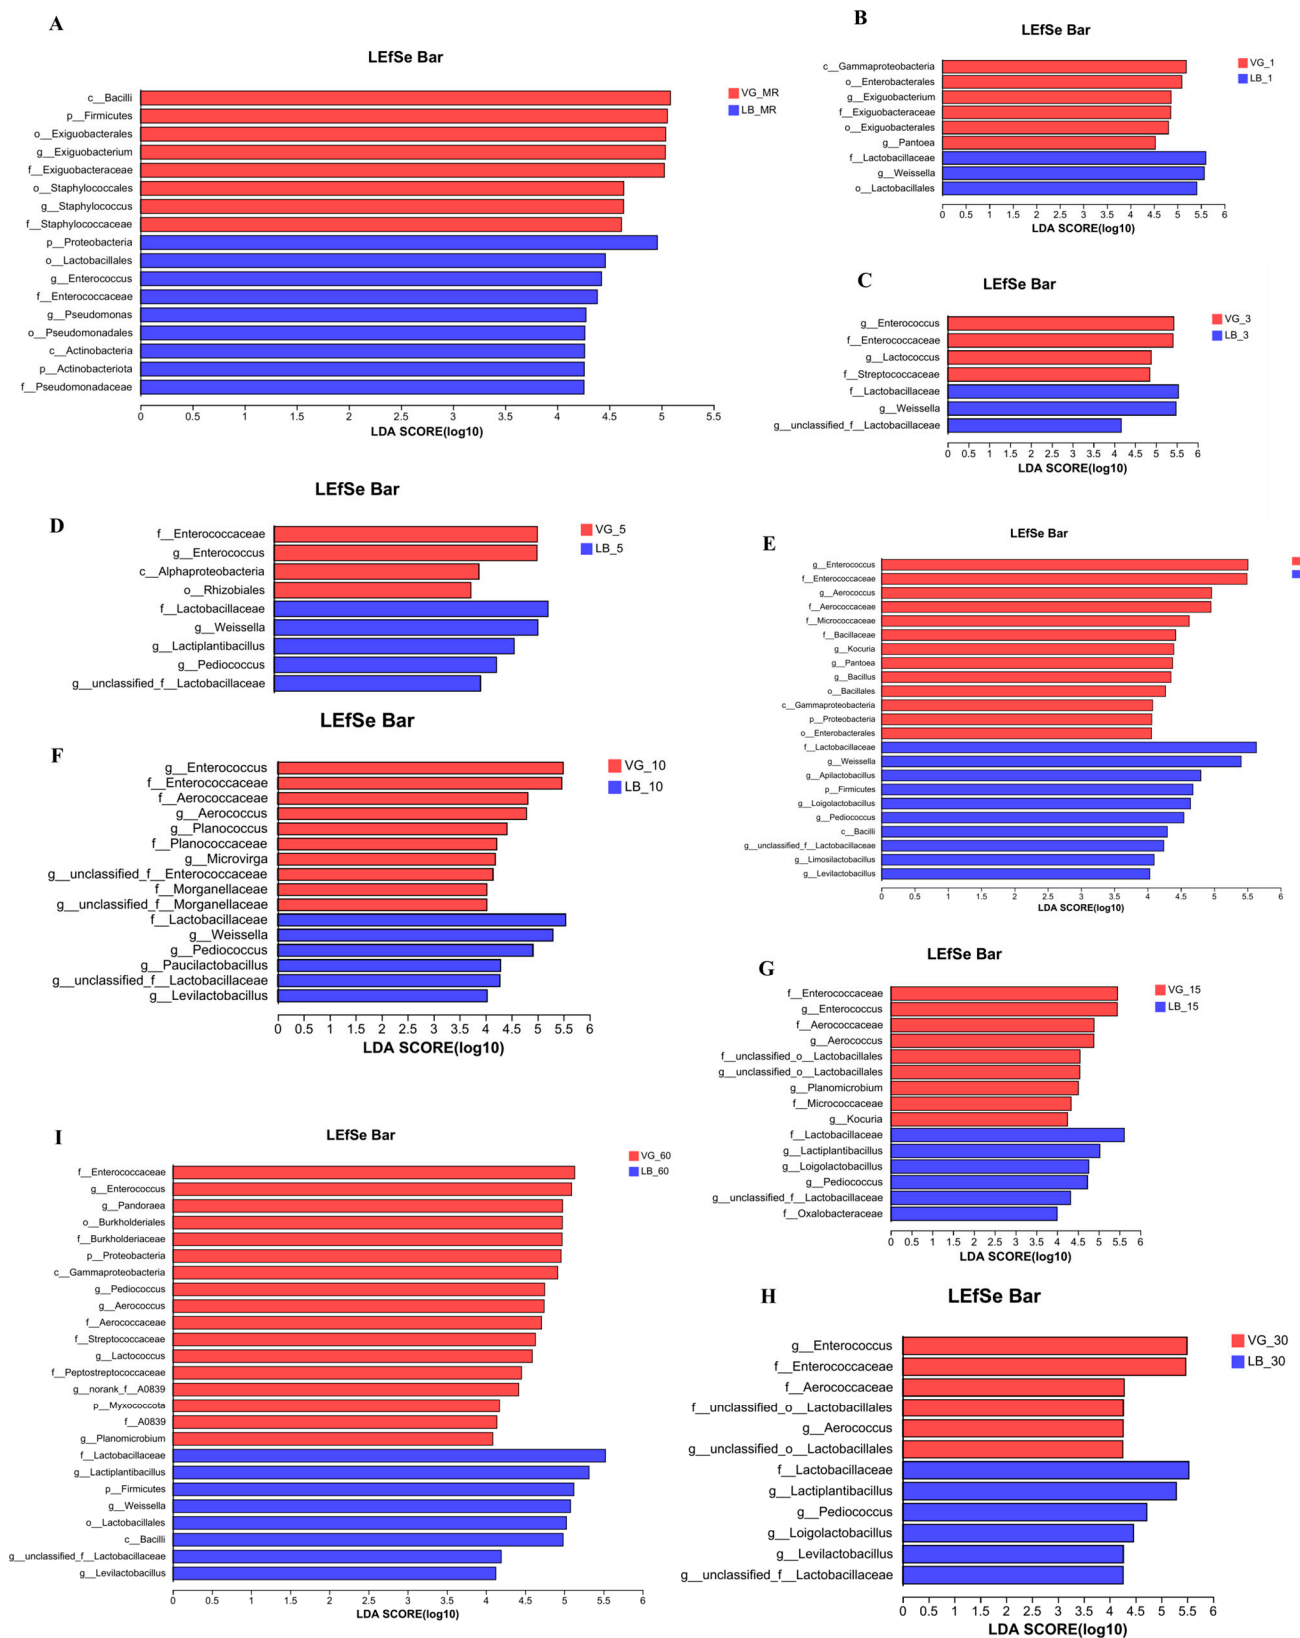 A
LEfSe Bar
VG_MR
LB_MR
c__Bacilli
p__Firmicutes
o__Exiguobacterales
g__Exiguobacterium
f__Exiguobacteraceae
o__Staphylococcales
g__Staphylococcus
f__Staphylococcaceae
p__Proteobacteria
o__Lactobacillales
g__Enterococcus
f__Enterococcaceae
g__Pseudomonas
o__Pseudomonadales
c__Actinobacteria
p__Actinobacteriota
f__Pseudomonadaceae
0 0.5 1 1.5 2 2.5 3 3.5 4 4.5 5 5.5
LDA SCORE(log10)
B
LEfSe Bar
VG_1
LB_1
c__Gammaproteobacteria
o__Enterobacterales
g__Exiguobacterium
f__Exiguobacteraceae
o__Exiguobacterales
g__Pantoea
f__Lactobacillaceae
g__Weissella
o__Lactobacillales
0 0.5 1 1.5 2 2.5 3 3.5 4 4.5 5 5.5 6
LDA SCORE(log10)
C
LEfSe Bar
VG_3
LB_3
g__Enterococcus
f__Enterococcaceae
g__Lactococcus
f__Streptococcaceae
f__Lactobacillaceae
g__Weissella
g__unclassified_f__Lactobacillaceae
0 0.5 1 1.5 2 2.5 3 3.5 4 4.5 5 5.5 6
LDA SCORE(log10)
D
LEfSe Bar
VG_5
LB_5
f__Enterococcaceae
g__Enterococcus
c__Alphaproteobacteria
o__Rhizobiales
f__Lactobacillaceae
g__Weissella
g__Lactiplantibacillus
g__Pediococcus
g__unclassified_f__Lactobacillaceae
E
LEfSe Bar
g__Enterococcus
f__Enterococcaceae
g__Aerococcus
f__Aerococcaceae
f__Micrococcaceae
f__Bacillaceae
g__Kocuria
g__Pantoea
g__Bacillus
o__Bacillales
c__Gammaproteobacteria
p__Proteobacteria
o__Enterobacterales
f__Lactobacillaceae
g__Weissella
g__Apilactobacillus
p__Firmicutes
g__Loigolactobacillus
g__Pediococcus
c__Bacilli
g__unclassified_f__Lactobacillaceae
g__Limosilactobacillus
g__Levilactobacillus
0 0.5 1 1.5 2 2.5 3 3.5 4 4.5 5 5.5 6
LDA SCORE(log10)
F
LEfSe Bar
VG_10
LB_10
g__Enterococcus
f__Enterococcaceae
f__Aerococcaceae
g__Aerococcus
g__Planococcus
f__Planococcaceae
g__Microvirga
g__unclassified_f__Enterococcaceae
f__Morganellaceae
g__unclassified_f__Morganellaceae
f__Lactobacillaceae
g__Weissella
g__Pediococcus
g__Paucilactobacillus
g__unclassified_f__Lactobacillaceae
g__Levilactobacillus
0 0.5 1 1.5 2 2.5 3 3.5 4 4.5 5 5.5 6
LDA SCORE(log10)
G
LEfSe Bar
VG_15
LB_15
f__Enterococcaceae
g__Enterococcus
f__Aerococcaceae
g__Aerococcus
f__unclassified_o__Lactobacillales
g__unclassified_o__Lactobacillales
g__Planomicrobium
f__Micrococcaceae
g__Kocuria
f__Lactobacillaceae
g__Lactiplantibacillus
g__Loigolactobacillus
g__Pediococcus
g__unclassified_f__Lactobacillaceae
f__Oxalobacteraceae
0 0.5 1 1.5 2 2.5 3 3.5 4 4.5 5 5.5 6
LDA SCORE(log10)
I
LEfSe Bar
VG_60
LB_60
f__Enterococcaceae
g__Enterococcus
g__Pandoraea
o__Burkholderiales
f__Burkholderiaceae
p__Proteobacteria
c__Gammaproteobacteria
g__Pediococcus
g__Aerococcus
f__Aerococcaceae
f__Streptococcaceae
g__Lactococcus
f__Peptostreptococcaceae
g__norank_f__A0839
p__Myxococcota
f__A0839
g__Planomicrobium
f__Lactobacillaceae
g__Lactiplantibacillus
p__Firmicutes
g__Weissella
o__Lactobacillales
c__Bacilli
g__unclassified_f__Lactobacillaceae
g__Levilactobacillus
0 0.5 1 1.5 2 2.5 3 3.5 4 4.5 5 5.5 6
LDA SCORE(log10)
H
LEfSe Bar
VG_30
LB_30
g__Enterococcus
f__Enterococcaceae
f__Aerococcaceae
f__unclassified_o__Lactobacillales
g__Aerococcus
g__unclassified_o__Lactobacillales
f__Lactobacillaceae
g__Lactiplantibacillus
g__Pediococcus
g__Loigolactobacillus
g__Levilactobacillus
g__unclassified_f__Lactobacillaceae
0 0.5 1 1.5 2 2.5 3 3.5 4 4.5 5 5.5 6
LDA SCORE(log10)